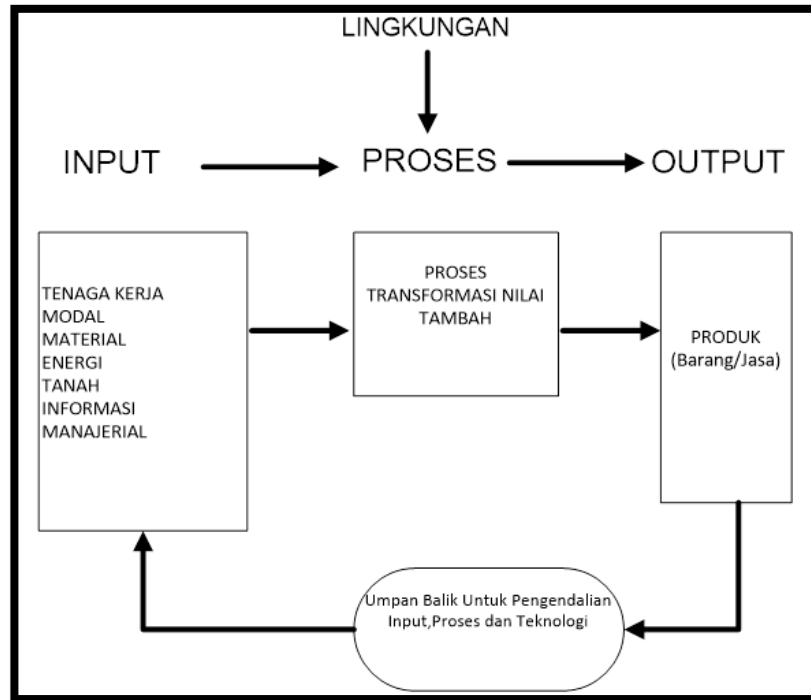 LINGKUNGAN
INPUT
PROSES
OUTPUT
TENAGA KERJA
MODAL
MATERIAL
ENERGI
TANAH
INFORMASI
MANAJERIAL
PROSES
TRANSFORMASI NILAI
TAMBAH
PRODUK
(Barang/Jasa)
Umpan Balik Untuk Pengendalian
Input,Proses dan Teknologi